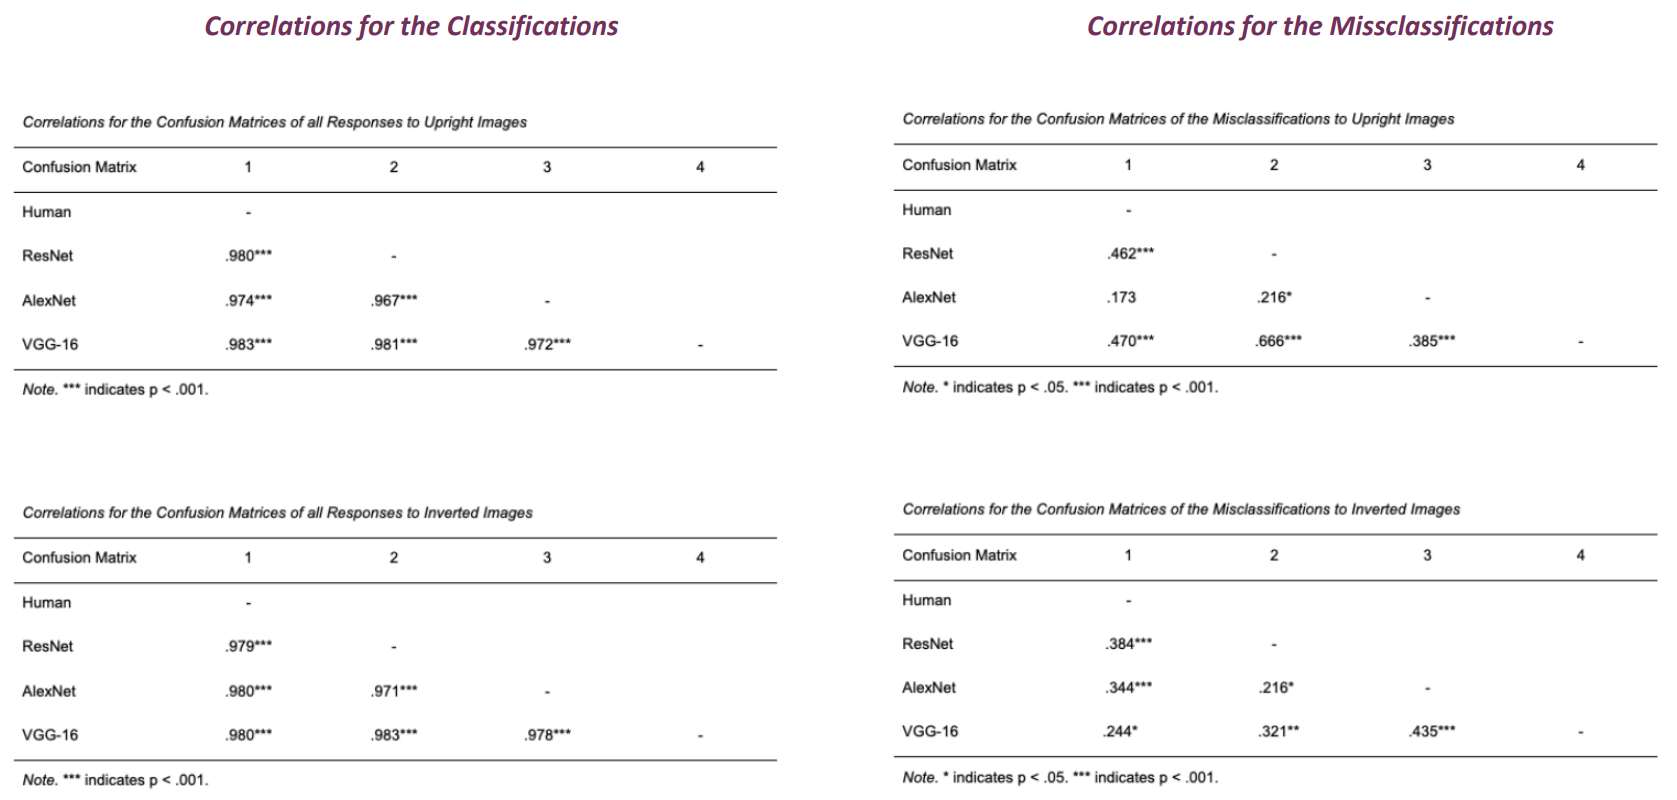 Correlations for the Classifications
Correlations for the Confusion Matrices of all Responses to Upright Images
Confusion Matrix 1 2 3 4
Human -
ResNet .980*** -
AlexNet .974*** .967*** -
VGG-16 .983*** .981*** .972*** -
Note. *** indicates p < .001.
Correlations for the Confusion Matrices of all Responses to Inverted Images
Confusion Matrix 1 2 3 4
Human -
ResNet .979*** -
AlexNet .980*** .971*** -
VGG-16 .980*** .983*** .978*** -
Note. *** indicates p < .001.
Correlations for the Missclassifications
Correlations for the Confusion Matrices of the Misclassifications to Upright Images
Confusion Matrix 1 2 3 4
Human -
ResNet .462*** -
AlexNet .173 .216* -
VGG-16 .470*** .666*** .385*** -
Note. * indicates p < .05. *** indicates p < .001.
Correlations for the Confusion Matrices of the Misclassifications to Inverted Images
Confusion Matrix 1 2 3 4
Human -
ResNet .384*** -
AlexNet .344*** .216* -
VGG-16 .244* .321** .435*** -
Note. * indicates p < .05. *** indicates p < .001.